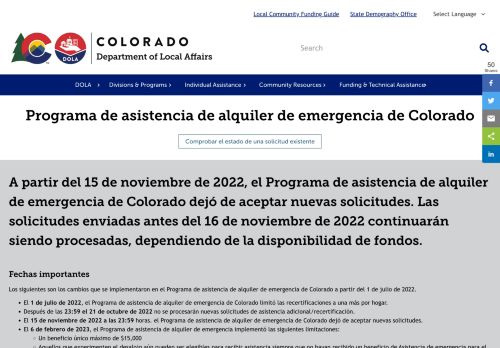 Local Community Funding Guide
State Demography Office
Select Language
COLORADO
Department of Local Affairs
DOLA
Search
50
Shares
DOLA
Divisions & Programs
Individual Assistance
Community Resources
Funding & Technical Assistance
Programa de asistencia de alquiler de emergencia de Colorado
Comprobar el estado de una solicitud existente
A partir del 15 de noviembre de 2022, el Programa de asistencia de alquiler
de emergencia de Colorado dejó de aceptar nuevas solicitudes. Las
solicitudes enviadas antes del 16 de noviembre de 2022 continuarán
siendo procesadas, dependiendo de la disponibilidad de fondos.
Fechas importantes
Los siguientes son los cambios que se implementaron en el Programa de asistencia de alquiler de emergencia de Colorado a partir del 1 de julio de 2022.
El 1 de julio de 2022, el Programa de asistencia de alquiler de emergencia de Colorado limitó las recertificaciones a una más por hogar.
Después de las 23:59 el 21 de octubre de 2022 no se procesarán nuevas solicitudes de asistencia adicional/recertificación.
El 15 de noviembre de 2022 a las 23:59 horas. el Programa de asistencia de alquiler de emergencia de Colorado dejó de aceptar nuevas solicitudes.
El 6 de febrero de 2023, el Programa de asistencia de alquiler de emergencia implementó las siguientes limitaciones:
Un beneficio único máximo de $15,000